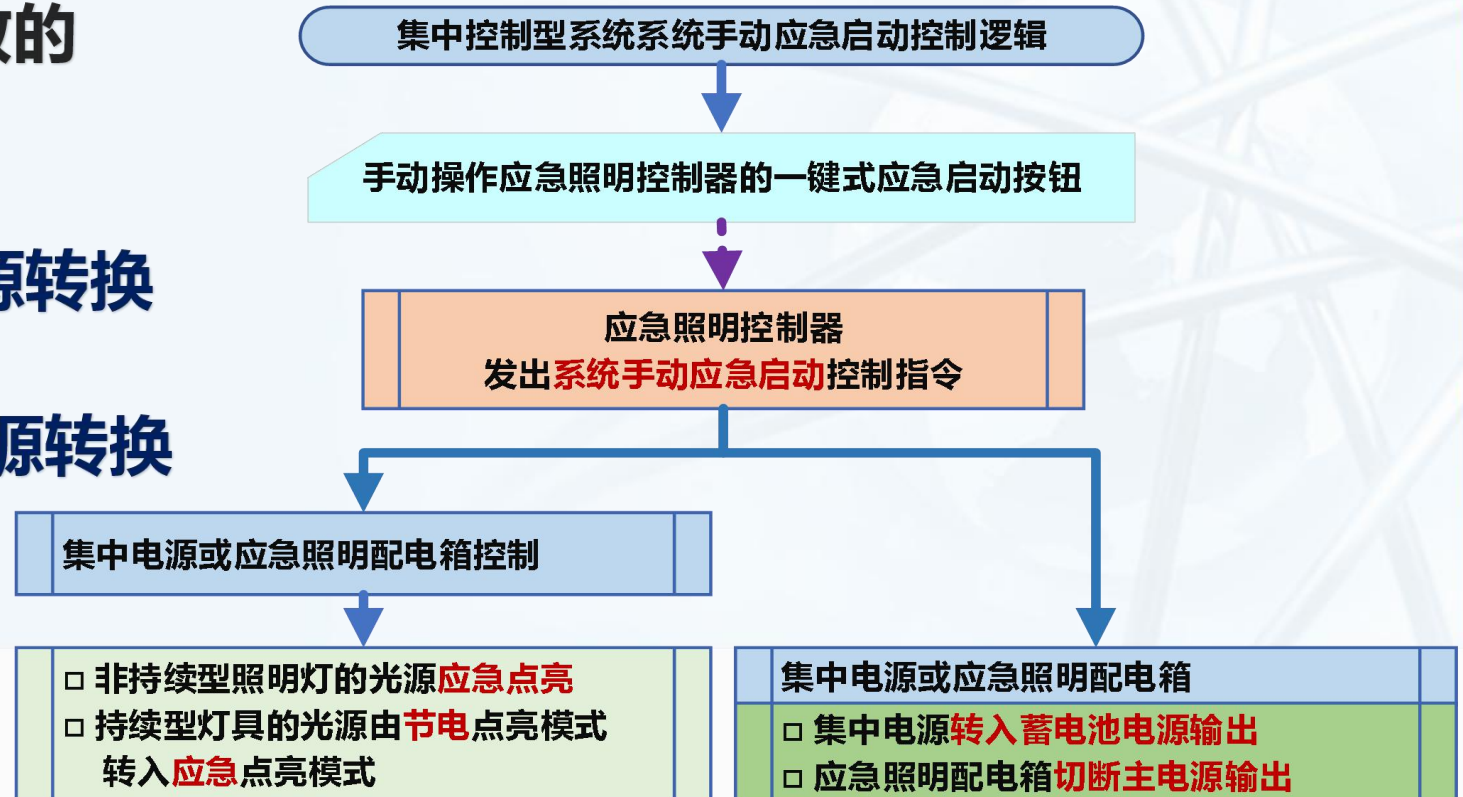 的
集中控制型系统系统手动应急启动控制逻辑
手动操作应急照明控制器的一键式应急启动按钮
源转换
应急照明控制器
发出系统手动应急启动控制指令
源转换
集中电源或应急照明配电箱控制
□ 非持续型照明灯的光源应急点亮
□ 持续型灯具的光源由节电点亮模式
转入应急点亮模式
集中电源或应急照明配电箱
□ 集中电源转入蓄电池电源输出
□ 应急照明配电箱切断主电源输出